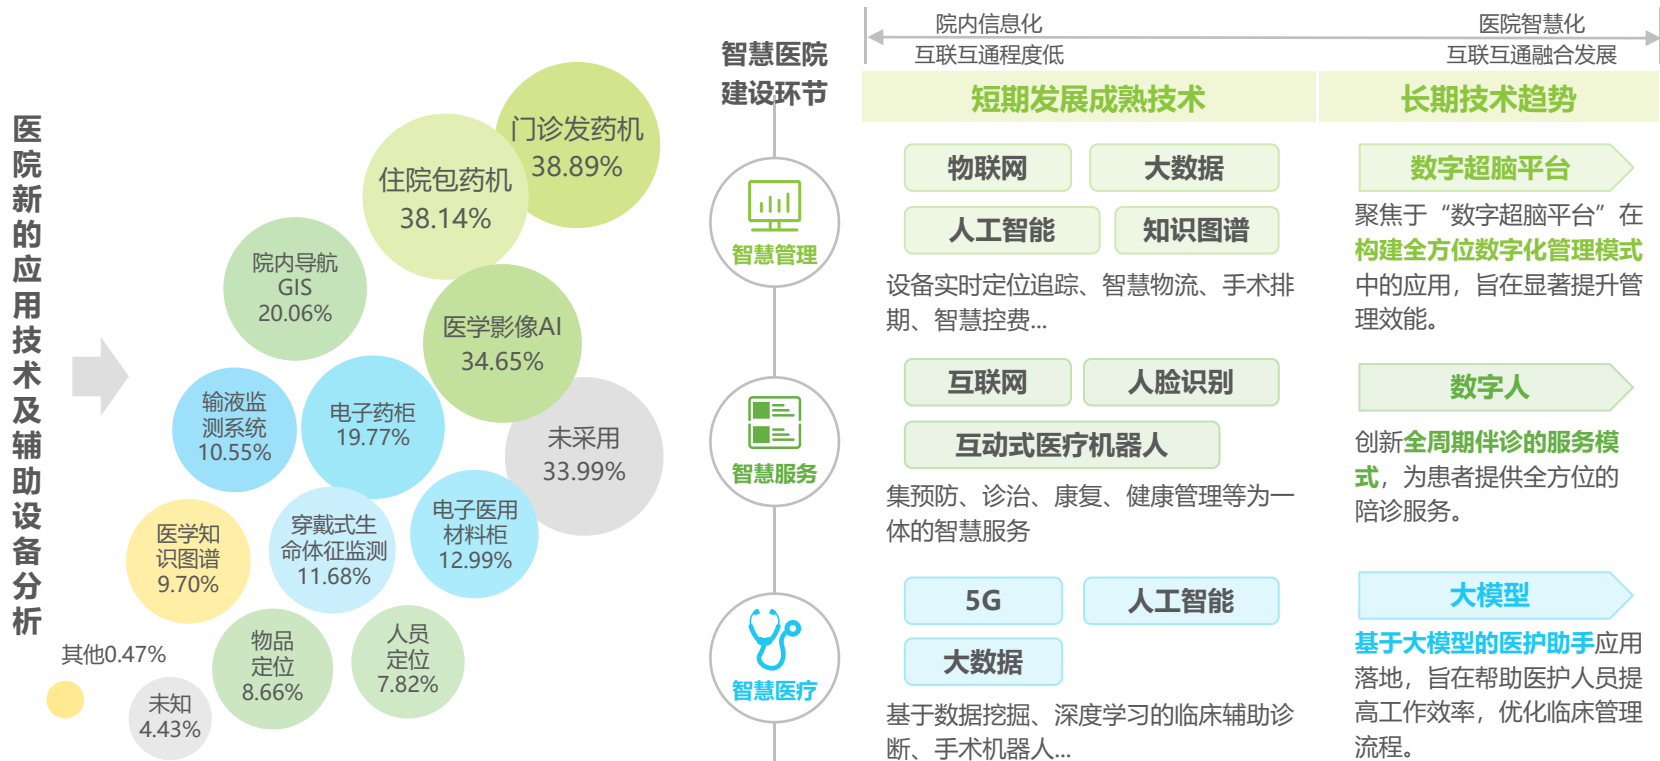 医院新的应用技术及辅助设备分析
门诊发药机
38.89%
住院包药机
38.14%
院内导航
GIS
20.06%
医学影像AI
34.65%
输液监
测系统
10.55%
电子药柜
19.77%
未采用
33.99%
医学知
识图谱
9.70%
穿戴式生
命体征监测
11.68%
电子医用
材料柜
12.99%
其他0.47%
未知
4.43%
物品
定位
8.66%
人员
定位
7.82%
智慧医院
建设环节
院内信息化
医院智慧化
互联互通程度低
互联互通融合发展
短期发展成熟技术
长期技术趋势
智慧管理
物联网
大数据
人工智能
知识图谱
设备实时定位追踪、智慧物流、手术排
期、智慧控费...
数字超脑平台
聚焦于“数字超脑平台”在
构建全方位数字化管理模式
中的应用，旨在显著提升管
理效能。
智慧服务
互联网
人脸识别
互动式医疗机器人
集预防、诊治、康复、健康管理等为一
体的智慧服务
数字人
创新全周期伴诊的服务模
式，为患者提供全方位的
陪诊服务。
智慧医疗
5G
人工智能
大数据
基于数据挖掘、深度学习的临床辅助诊
断、手术机器人...
大模型
基于大模型的医护助手应用
落地，旨在帮助医护人员提
高工作效率，优化临床管理
流程。